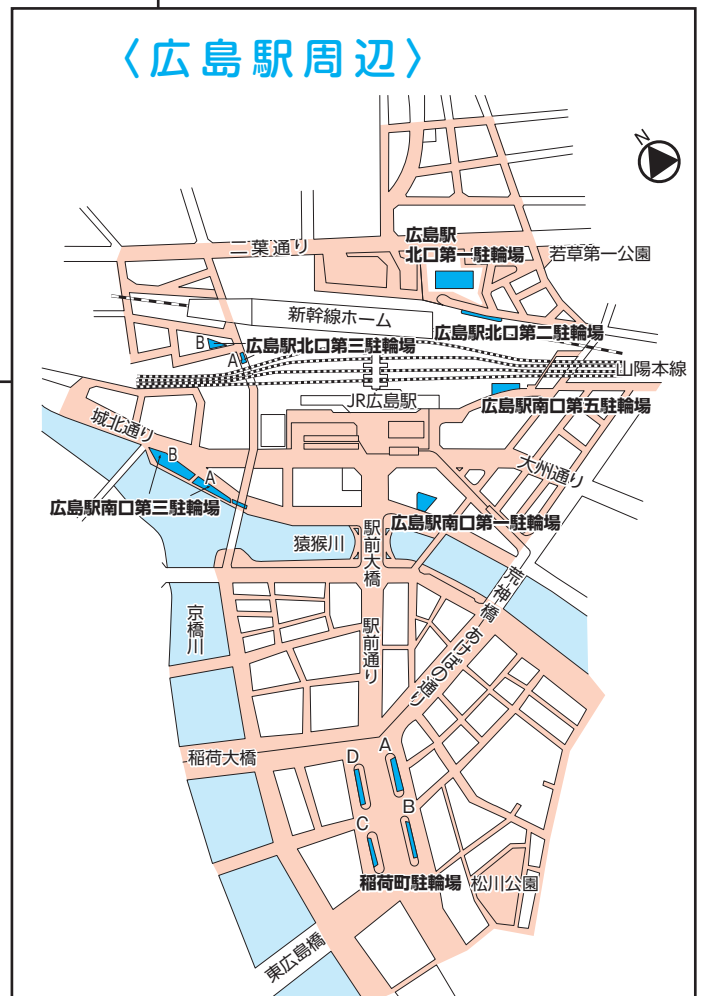 〈広島駅周辺〉
N
二葉通り
広島駅
北口第一駐輪場
若草第一公園
新幹線ホーム
広島駅北口第二駐輪場
B
広島駅北口第三駐輪場
A
山陽本線
JR広島駅
広島駅南口第五駐輪場
城北通り
B
A
大州通り
広島駅南口第三駐輪場
広島駅南口第一駐輪場
猿猴川
駅前大橋
荒神橋
京橋川
駅前通り
あけぼの通り
稲荷大橋
D
A
C
B
稲荷町駐輪場
松川公園
東広島橋